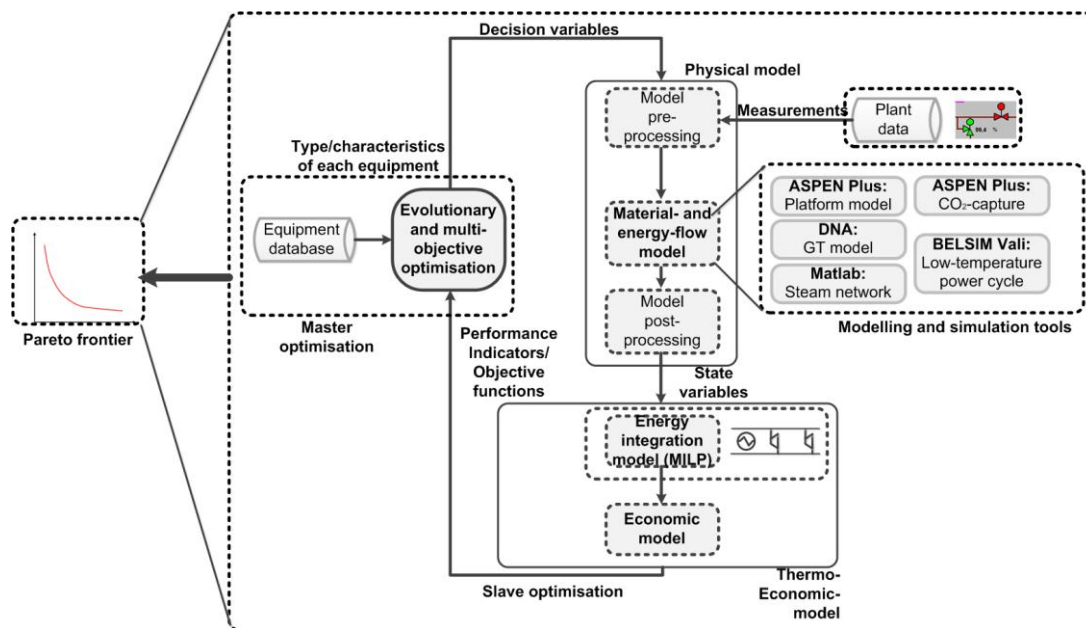 Decision variables
Physical model
Model
pre-
processing
Measurements
Plant
data
Type/characteristics
of each equipment
Equipment
database
Evolutionary
and multi-
objective
optimisation
Master
optimisation
Pareto frontier
Material- and
energy-flow
model
ASPEN Plus:
Platform model
ASPEN Plus:
CO₂-capture
DNA:
GT model
BELSIM Vali:
Low-temperature
power cycle
Matlab:
Steam network
Modelling and simulation tools
Model
post-
processing
Performance
Indicators/
Objective
functions
State
variables
Energy
integration
model (MILP)
Economic
model
Slave optimisation
Thermo-
Economic-
model